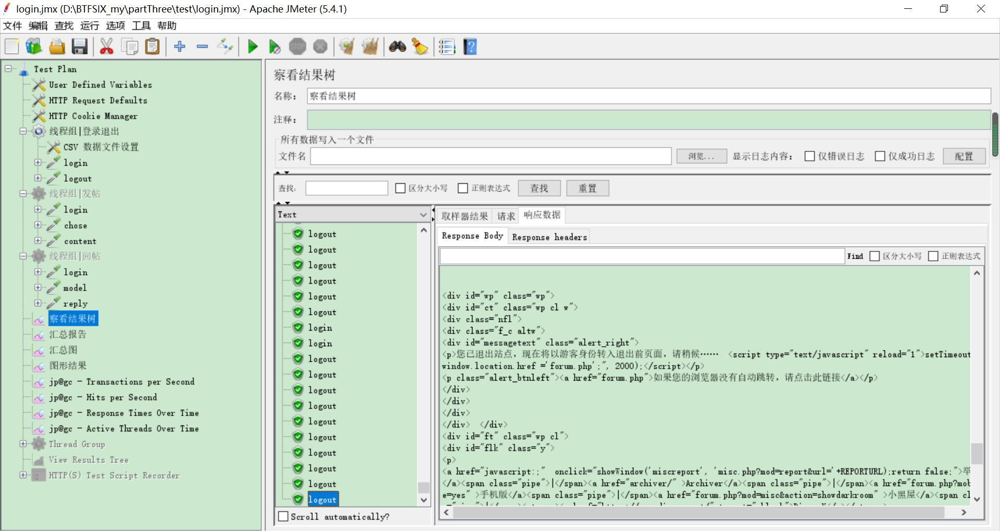 login.jmx (D:\BTFSIX_my\partThree\test\login.jmx) - Apache JMeter (5.4.1)
文件 编辑 查找 运行 选项 工具 帮助
STOP
Test Plan
User Defined Variables
HTTP Request Defaults
HTTP Cookie Manager
线程组|登录退出
CSV 数据文件设置
login
logout
线程组|发帖
login
chose
content
线程组|回帖
login
model
reply
察看结果树
汇总报告
汇总图
图形结果
jp@gc - Transactions per Second
jp@gc - Hits per Second
jp@gc - Response Times Over Time
jp@gc - Active Threads Over Time
Thread Group
View Results Tree
HTTP(S) Test Script Recorder
察看结果树
名称： 察看结果树
注释：
所有数据写入一个文件
文件名 浏览... 显示日志内容： 仅错误日志 仅成功日志 配置
查找: 区分大小写 正则表达式 查找 重置
Text
logout
logout
logout
logout
logout
logout
login
login
logout
logout
logout
logout
logout
logout
logout
logout
logout
logout
Scroll automatically?
取样器结果 请求 响应数据
Response Body Response headers
Find 区分大小写 正则表达式
<div id="wp" class="wp">
<div id="ct" class="wp cl w">
<div class="nfl">
<div class="f_c altw">
<div id="messagetext" class="alert_right">
<p>您已退出站点，现在将以游客身份转入退出前页面，请稍候…… <script type="text/javascript" reload="1">setTimeout
window.location.href ='forum.php';", 2000);</script></p>
<p class="alert_btnleft"><a href="forum.php">如果您的浏览器没有自动跳转，请点击此链接</a></p>
</div>
</div>
</div>
</div> </div>
<div id="ft" class="wp cl">
<div id="flk" class="y">
<p>
<a href="javascript:;" onclick="showWindow('miscreport', 'misc.php?mod=report&url='+REPORTURL);return false;">举
</a><span class="pipe">|</span><a href="archiver/" >Archiver</a><span class="pipe">|</span><a href="forum.php?mob
e=yes" >手机版</a><span class="pipe">|</span><a href="forum.php?mod=misc&action=showdarkroom" >小黑屋</a><span cl